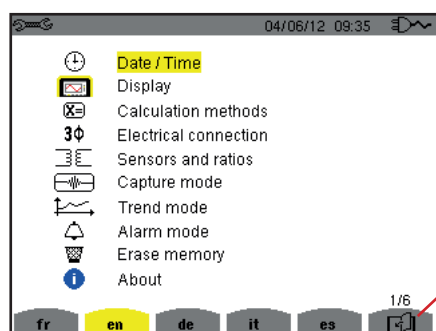 04/06/12 09:35
Date / Time
Display
X= Calculation methods
3Φ Electrical connection
Sensors and ratios
Capture mode
Trend mode
Alarm mode
Erase memory
i About
1/6
fr en de it es